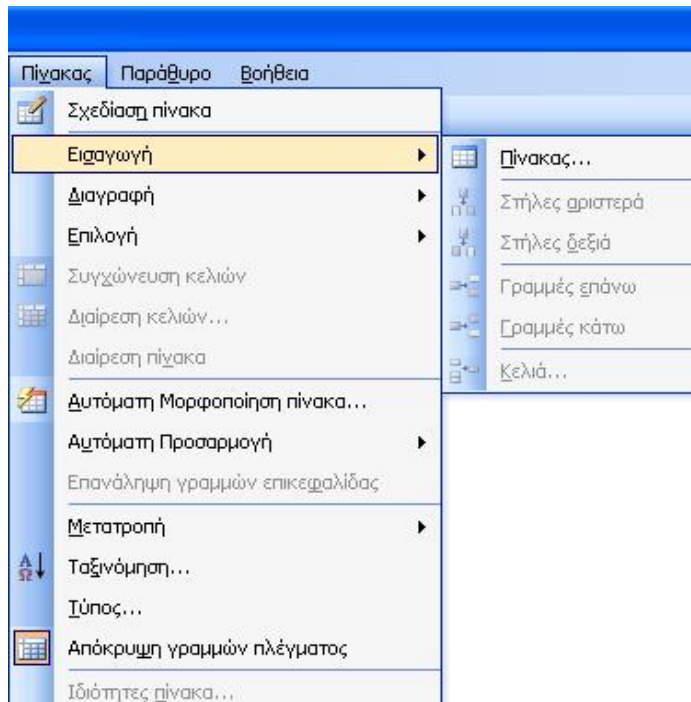 Πίνακας Παράθυρο Βοήθεια
Σχεδίαση πίνακα
Εισαγωγή
Διαγραφή
Επιλογή
Συγχώνευση κελιών
Διαίρεση κελιών...
Διαίρεση πίνακα
Αυτόματη Μορφοποίηση πίνακα...
Αυτόματη Προσαρμογή
Επανάληψη γραμμών επικεφαλίδας
Μετατροπή
Ταξινόμηση...
Τύπος...
Απόκρυψη γραμμών πλέγματος
Ιδιότητες πίνακα...
Πίνακας...
Στήλες αριστερά
Στήλες δεξιά
Γραμμές επάνω
Γραμμές κάτω
Κελιά...